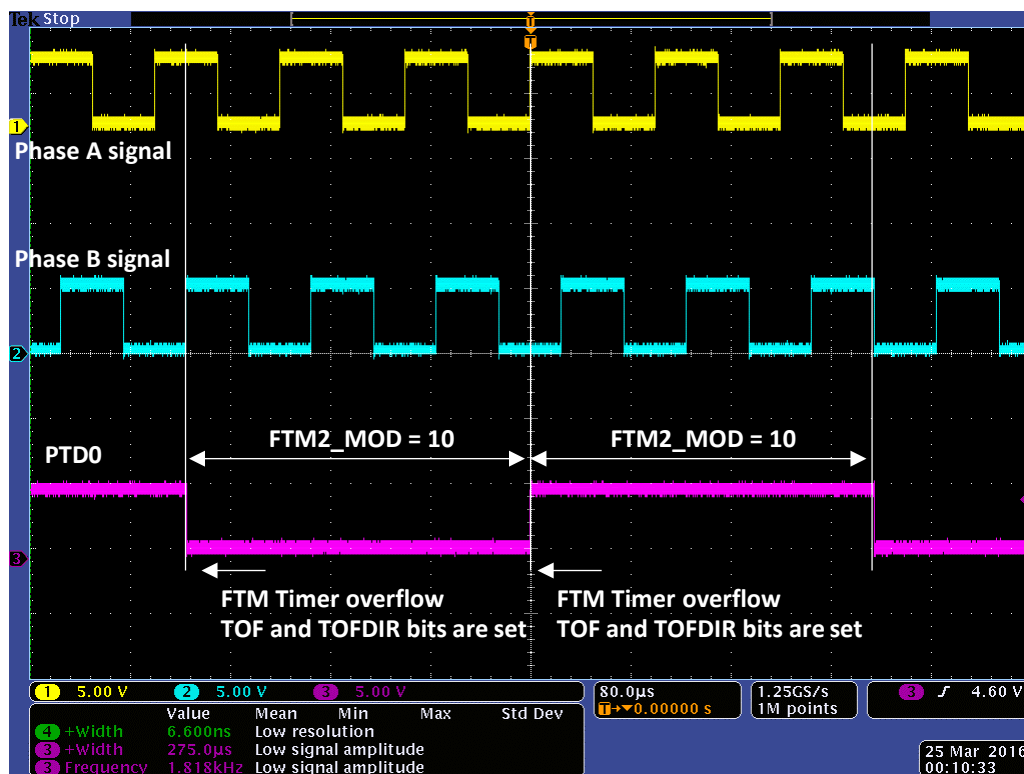 Tek Stop
T
T
1
Phase A signal
Phase B signal
2
FTM2_MOD = 10
FTM2_MOD = 10
PTD0
3
FTM Timer overflow
TOF and TOFDIR bits are set
FTM Timer overflow
TOF and TOFDIR bits are set
1 5.00 V 2 5.00 V 3 5.00 V
80.0µs
T→▼0.00000 s
1.25GS/s
1M points
3 4.60 V
Value Mean Min Max Std Dev
4 +Width 6.600ns Low resolution
3 +Width 275.0µs Low signal amplitude
3 Frequency 1.818kHz Low signal amplitude
25 Mar 2016
00:10:33